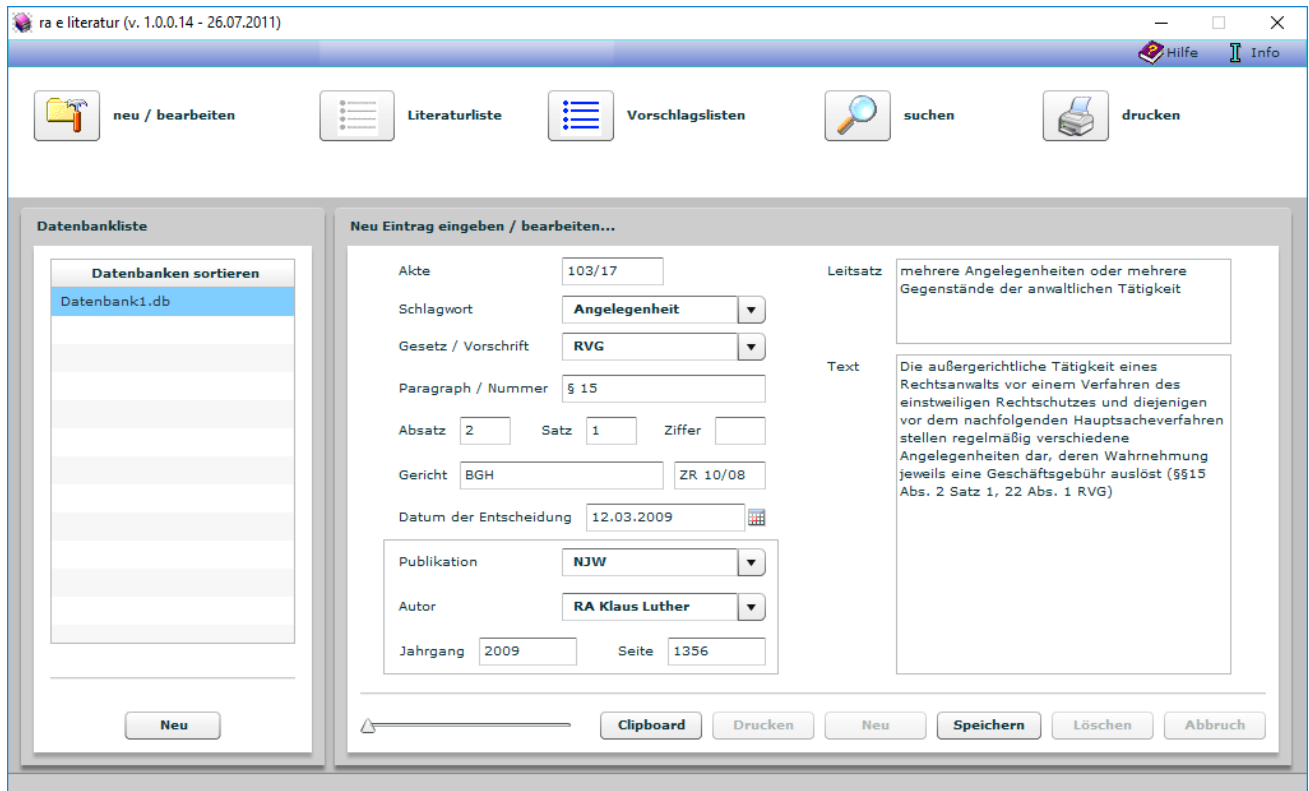 ra e literatur (v. 1.0.0.14 - 26.07.2011)
Hilfe Info
neu / bearbeiten Literaturliste Vorschlagslisten suchen drucken
Datenbankliste
Datenbanken sortieren
Datenbank1.db
Neu
Neu Eintrag eingeben / bearbeiten...
Akte 103/17
Schlagwort Angelegenheit
Gesetz / Vorschrift RVG
Paragraph / Nummer § 15
Absatz 2 Satz 1 Ziffer
Gericht BGH ZR 10/08
Datum der Entscheidung 12.03.2009
Publikation NJW
Autor RA Klaus Luther
Jahrgang 2009 Seite 1356
Leitsatz mehrere Angelegenheiten oder mehrere
Gegenstände der anwaltlichen Tätigkeit
Text Die außergerichtliche Tätigkeit eines
Rechtsanwalts vor einem Verfahren des
einstweiligen Rechtschutzes und diejenigen
vor dem nachfolgenden Hauptsacheverfahren
stellen regelmäßig verschiedene
Angelegenheiten dar, deren Wahrnehmung
jeweils eine Geschäftsgebühr auslöst (§§15
Abs. 2 Satz 1, 22 Abs. 1 RVG)
Clipboard Drucken Neu Speichern Löschen Abbruch